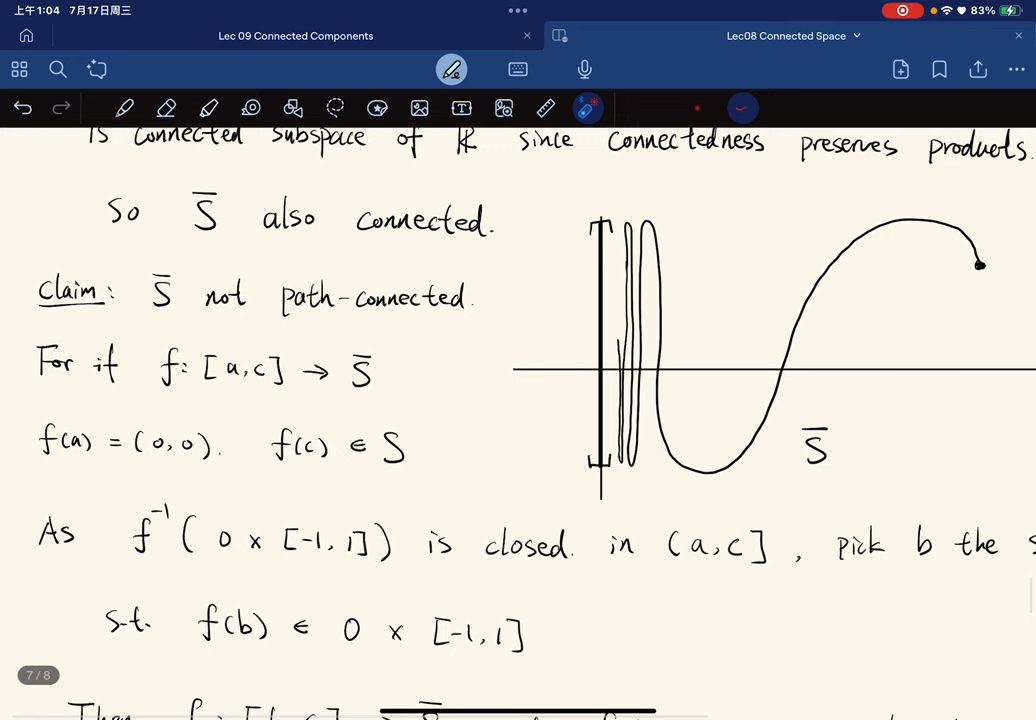 上午1:04 7月17日周三
83%
Lec 09 Connected Components
Lec08 Connected Space
is connected subspace of ℝ since connectedness preserves products.
So S̅ also connected.
Claim: S̅ not path-connected.
For if f: [a,c] → S̅
f(a) = (0,0). f(c) ∈ S
S̅
As f⁻¹( 0 × [-1, 1]) is closed. in (a,c] , pick b the
s.t. f(b) ∈ 0 × [-1, 1]
7 / 8
Then f: